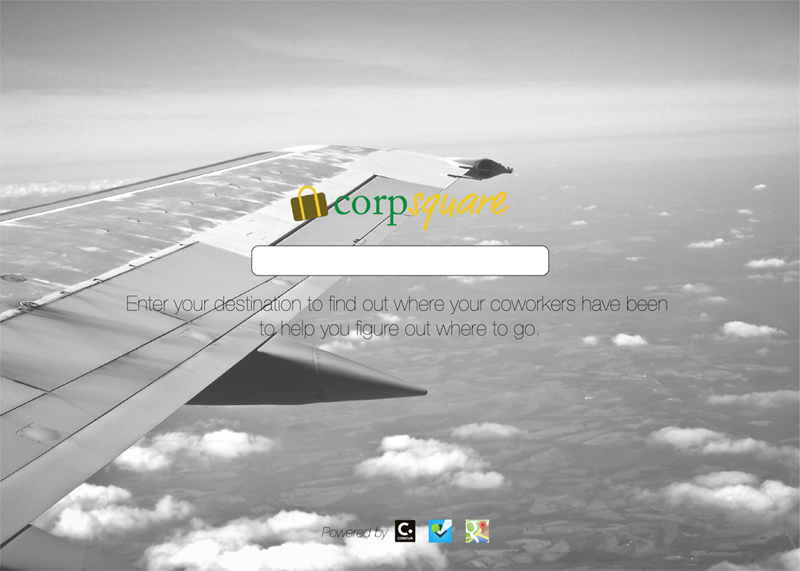 corpsquare
Enter your destination to find out where your coworkers have been
to help you figure out where to go.
Powered by C. CONCUR